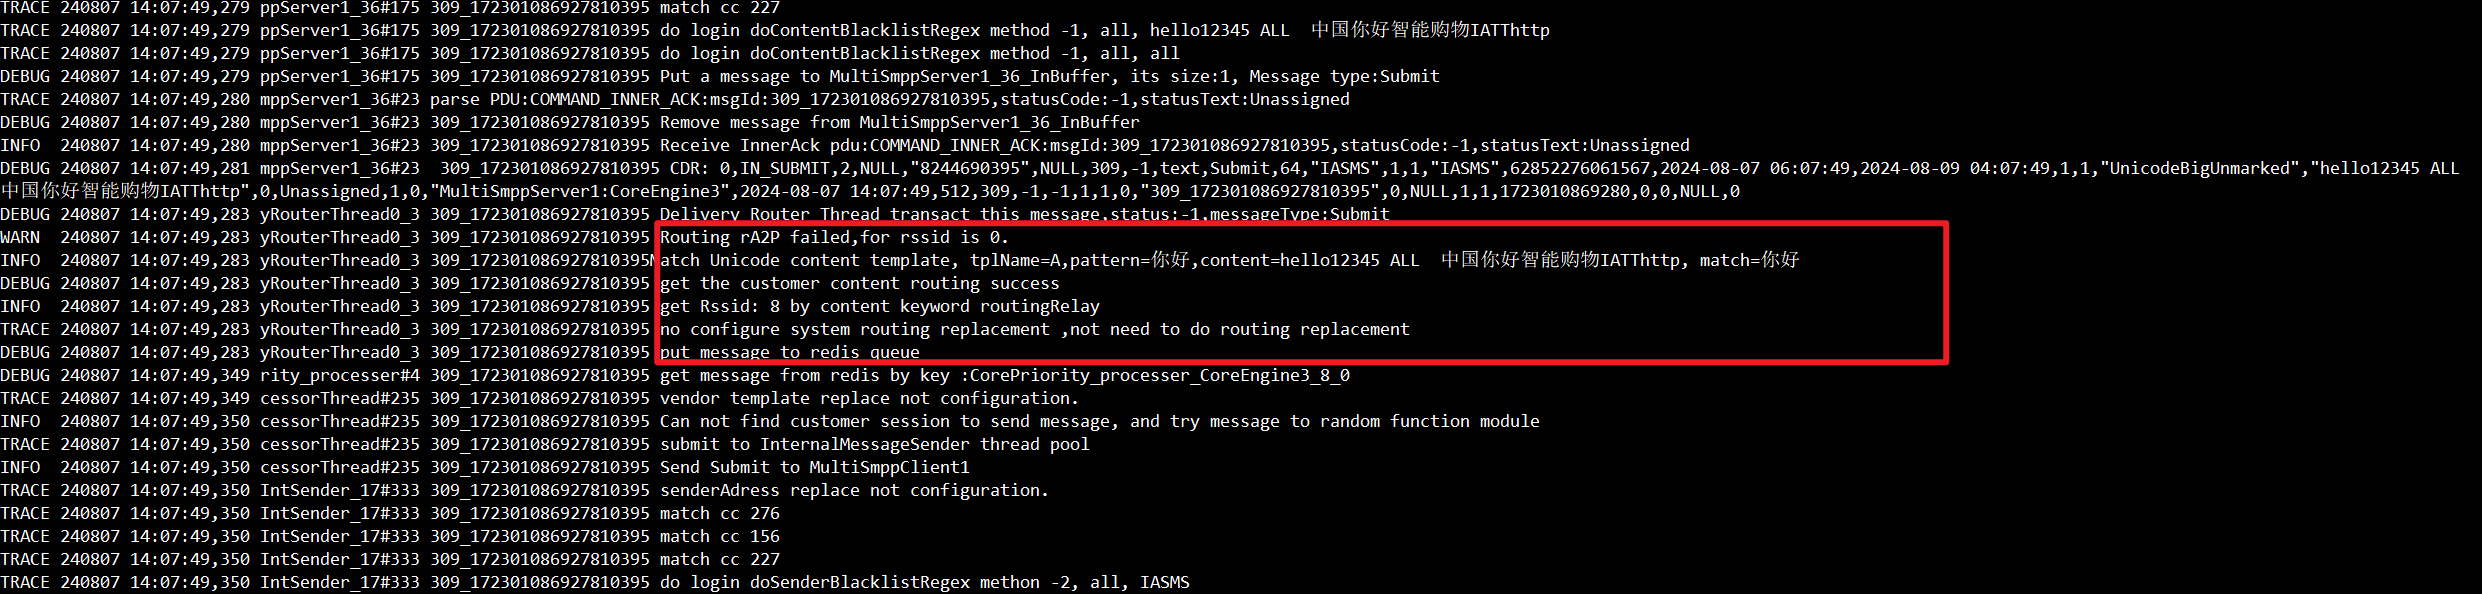 TRACE 240807 14:07:49,279 ppServer1_36#175 309_172301086927810395 match cc 227
TRACE 240807 14:07:49,279 ppServer1_36#175 309_172301086927810395 do login doContentBlacklistRegex method -1, all, hello12345 ALL  中国你好智能购物IATThttp
TRACE 240807 14:07:49,279 ppServer1_36#175 309_172301086927810395 do login doContentBlacklistRegex method -1, all, all
DEBUG 240807 14:07:49,279 ppServer1_36#175 309_172301086927810395 Put a message to MultiSmppServer1_36_InBuffer, its size:1, Message type:Submit
TRACE 240807 14:07:49,280 mppServer1_36#23 parse PDU:COMMAND_INNER_ACK:msgId:309_172301086927810395,statusCode:-1,statusText:Unassigned
DEBUG 240807 14:07:49,280 mppServer1_36#23 309_172301086927810395 Remove message from MultiSmppServer1_36_InBuffer
INFO  240807 14:07:49,280 mppServer1_36#23 309_172301086927810395 Receive InnerAck pdu:COMMAND_INNER_ACK:msgId:309_172301086927810395,statusCode:-1,statusText:Unassigned
DEBUG 240807 14:07:49,281 mppServer1_36#23  309_172301086927810395 CDR: 0,IN_SUBMIT,2,NULL,"8244690395",NULL,309,-1,text,Submit,64,"IASMS",1,1,"IASMS",62852276061567,2024-08-07 06:07:49,2024-08-09 04:07:49,1,1,"UnicodeBigUnmarked","hello12345 ALL
中国你好智能购物IATThttp",0,Unassigned,1,0,"MultiSmppServer1:CoreEngine3",2024-08-07 14:07:49,512,309,-1,-1,1,1,0,"309_172301086927810395",0,NULL,1,1,1723010869280,0,0,NULL,0
DEBUG 240807 14:07:49,283 yRouterThread0_3 309_172301086927810395 Delivery Router Thread transact this message,status:-1,messageType:Submit
WARN  240807 14:07:49,283 yRouterThread0_3 309_172301086927810395 Routing rA2P failed,for rssid is 0.
INFO  240807 14:07:49,283 yRouterThread0_3 309_172301086927810395Match Unicode content template, tplName=A,pattern=你好,content=hello12345 ALL  中国你好智能购物IATThttp, match=你好
DEBUG 240807 14:07:49,283 yRouterThread0_3 309_172301086927810395 get the customer content routing success
INFO  240807 14:07:49,283 yRouterThread0_3 309_172301086927810395 get Rssid: 8 by content keyword routingRelay
TRACE 240807 14:07:49,283 yRouterThread0_3 309_172301086927810395 no configure system routing replacement ,not need to do routing replacement
DEBUG 240807 14:07:49,283 yRouterThread0_3 309_172301086927810395 put message to redis queue
DEBUG 240807 14:07:49,349 rity_processer#4 309_172301086927810395 get message from redis by key :CorePriority_processer_CoreEngine3_8_0
TRACE 240807 14:07:49,349 cessorThread#235 309_172301086927810395 vendor template replace not configuration.
INFO  240807 14:07:49,350 cessorThread#235 309_172301086927810395 Can not find customer session to send message, and try message to random function module
TRACE 240807 14:07:49,350 cessorThread#235 309_172301086927810395 submit to InternalMessageSender thread pool
INFO  240807 14:07:49,350 cessorThread#235 309_172301086927810395 Send Submit to MultiSmppClient1
TRACE 240807 14:07:49,350 IntSender_17#333 309_172301086927810395 senderAdress replace not configuration.
TRACE 240807 14:07:49,350 IntSender_17#333 309_172301086927810395 match cc 276
TRACE 240807 14:07:49,350 IntSender_17#333 309_172301086927810395 match cc 156
TRACE 240807 14:07:49,350 IntSender_17#333 309_172301086927810395 match cc 227
TRACE 240807 14:07:49,350 IntSender_17#333 309_172301086927810395 do login doSenderBlacklistRegex methon -2, all, IASMS